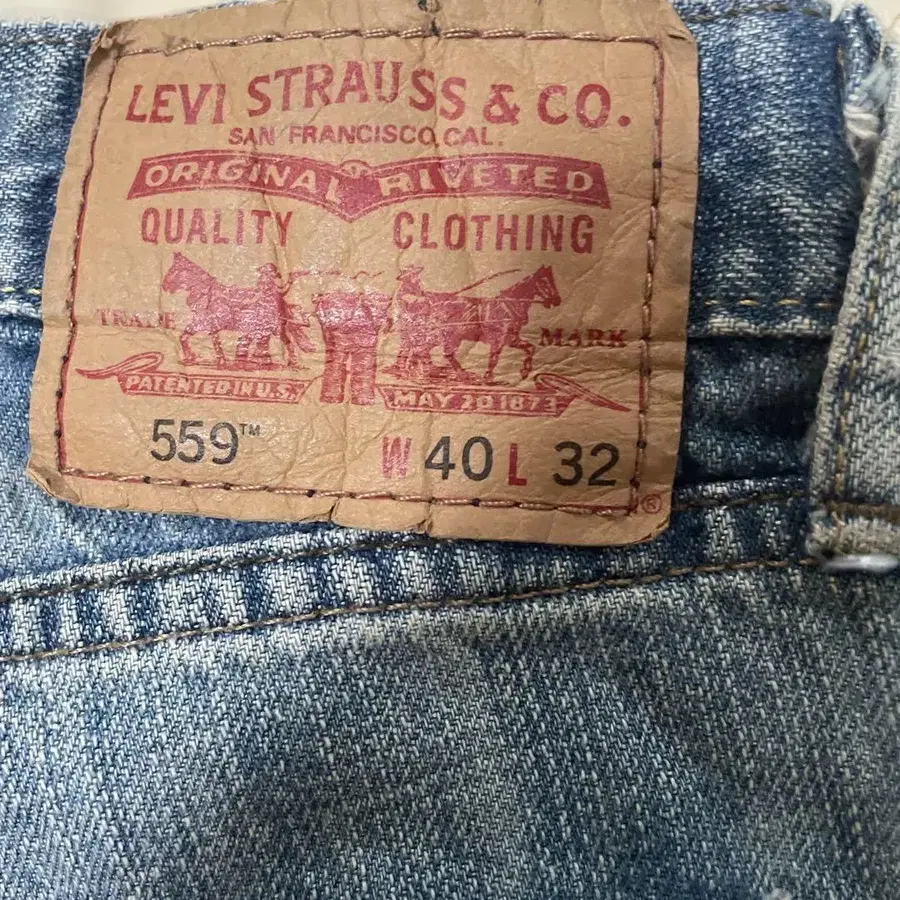 LEVI STRAUSS & CO.
SAN FRANCISCO, CAL.
ORIGINAL RIVETED
QUALITY CLOTHING
TRADE MARK
PATENTED IN U.S. MAY 20 1873
559™ W 40 L 32
®